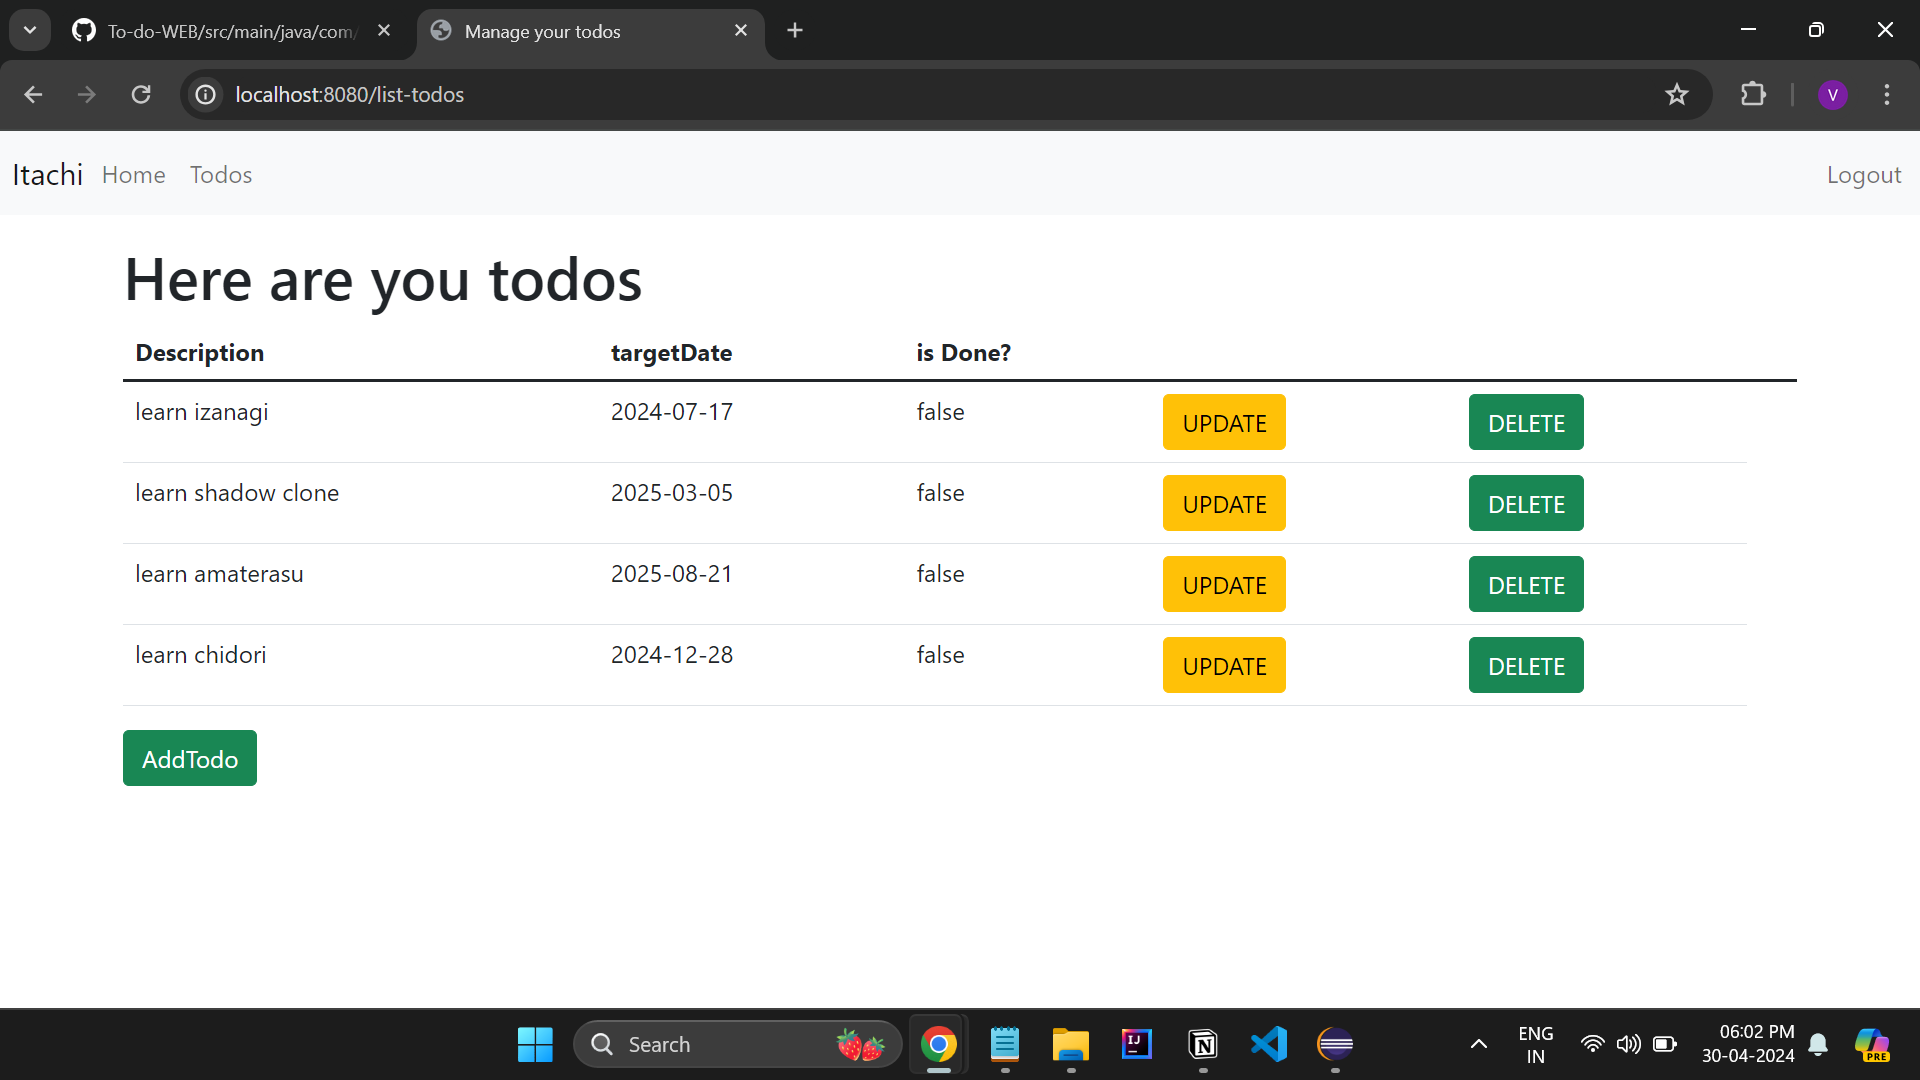 To-do-WEB/src/main/java/com/
Manage your todos
localhost:8080/list-todos
V
Itachi Home Todos Logout
Here are you todos
Description targetDate is Done?
learn izanagi 2024-07-17 false UPDATE DELETE
learn shadow clone 2025-03-05 false UPDATE DELETE
learn amaterasu 2025-08-21 false UPDATE DELETE
learn chidori 2024-12-28 false UPDATE DELETE
AddTodo
Search
IJ
N
ENG
IN
06:02 PM
30-04-2024
PRE